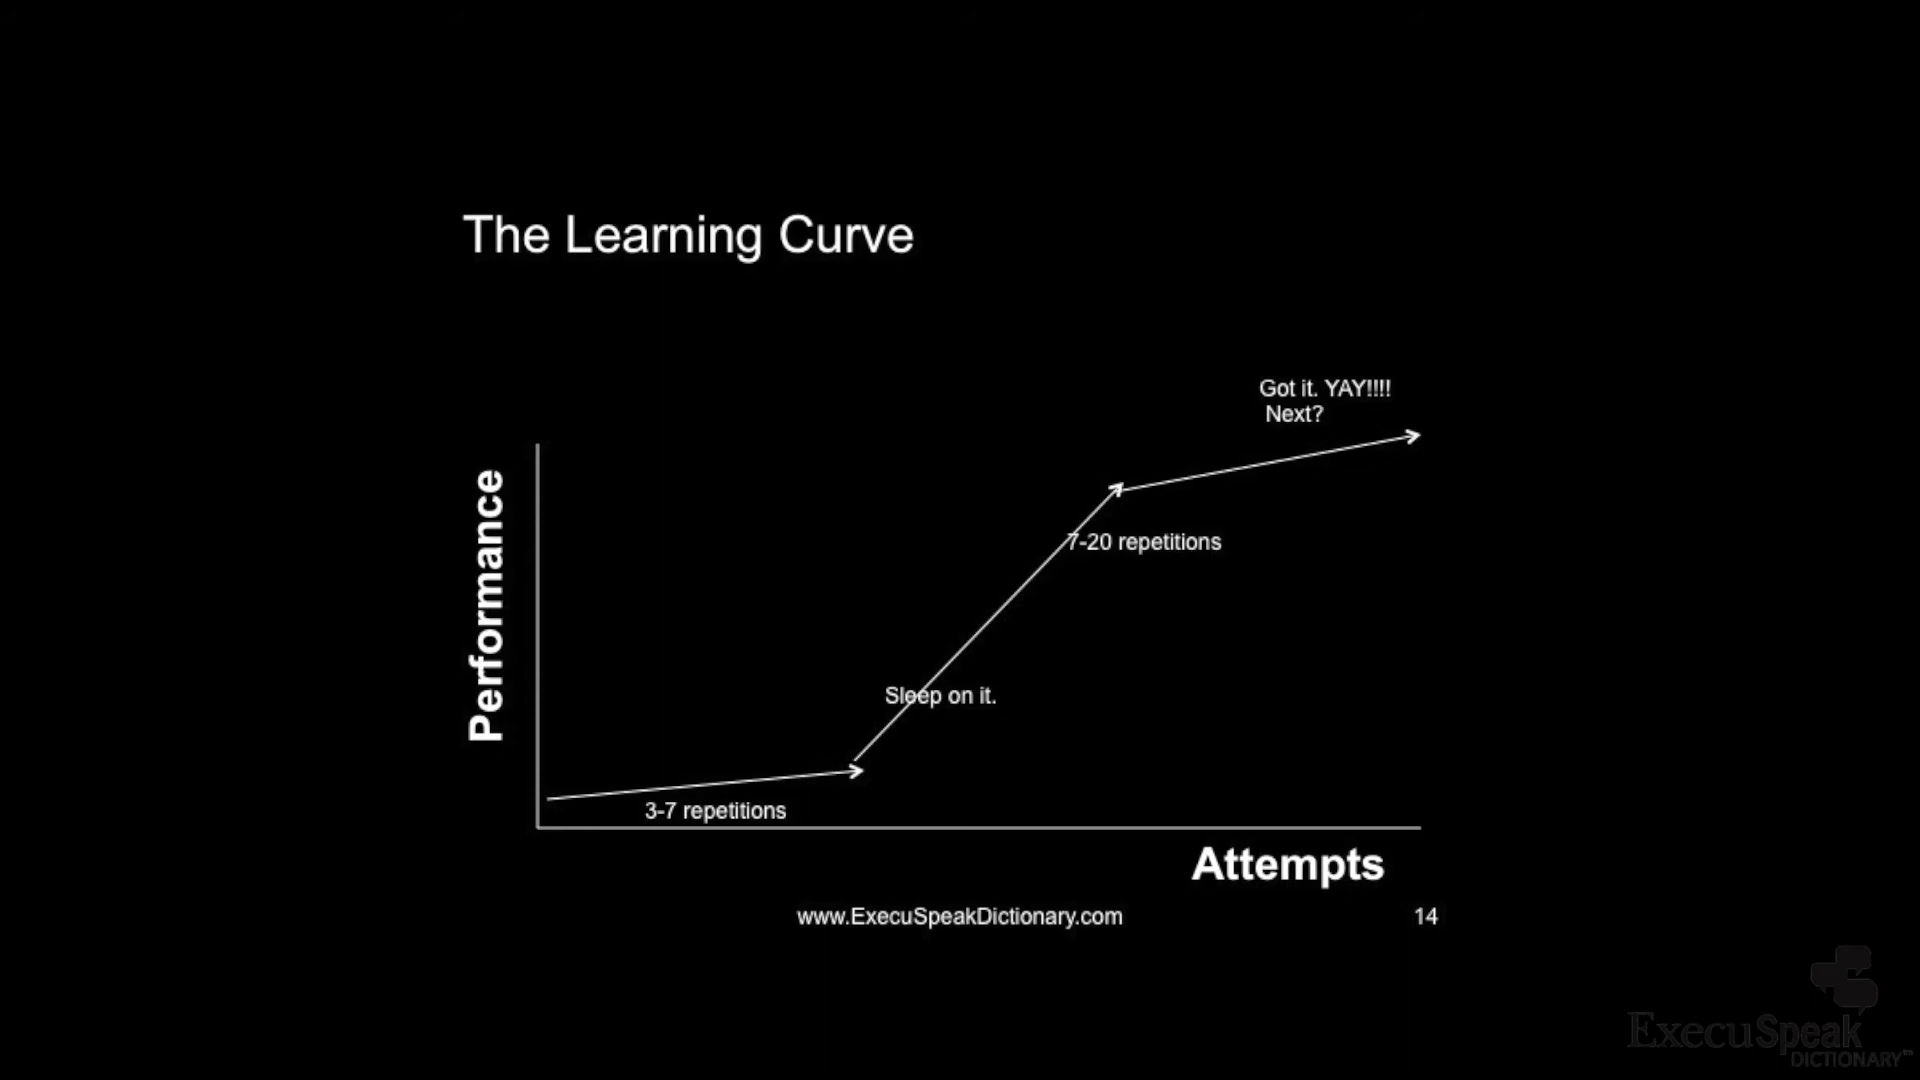 The Learning Curve
Got it. YAY!!!!
Next?
Performance
7-20 repetitions
Sleep on it.
3-7 repetitions
Attempts
www.ExecuSpeakDictionary.com
14
ExecuSpeak
DICTIONARY™